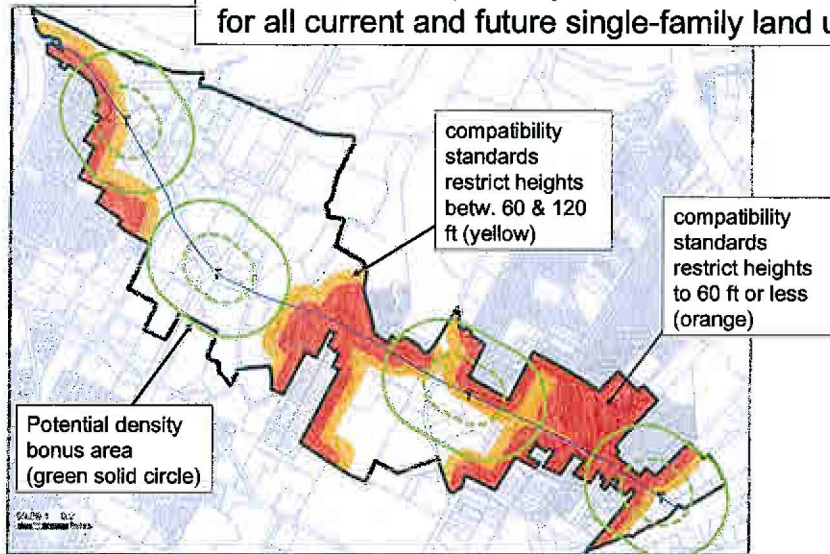 for all current and future single-family land u
compatibility
standards
restrict heights
betw. 60 & 120
ft (yellow)
compatibility
standards
restrict heights
to 60 ft or less
(orange)
Potential density
bonus area
(green solid circle)